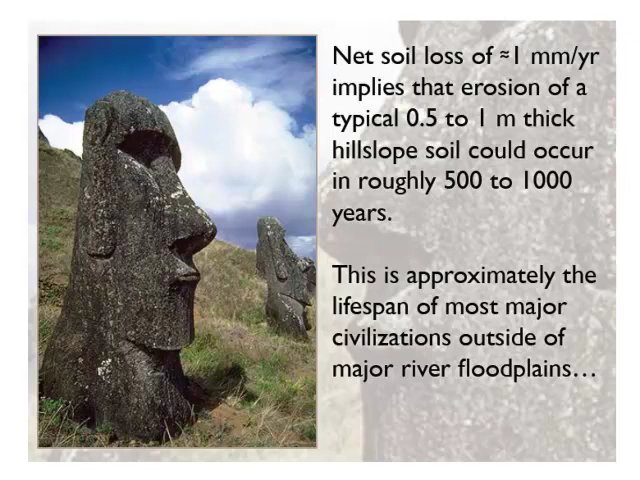 Net soil loss of ≈1 mm/yr
implies that erosion of a
typical 0.5 to 1 m thick
hillslope soil could occur
in roughly 500 to 1000
years.
This is approximately the
lifespan of most major
civilizations outside of
major river floodplains…